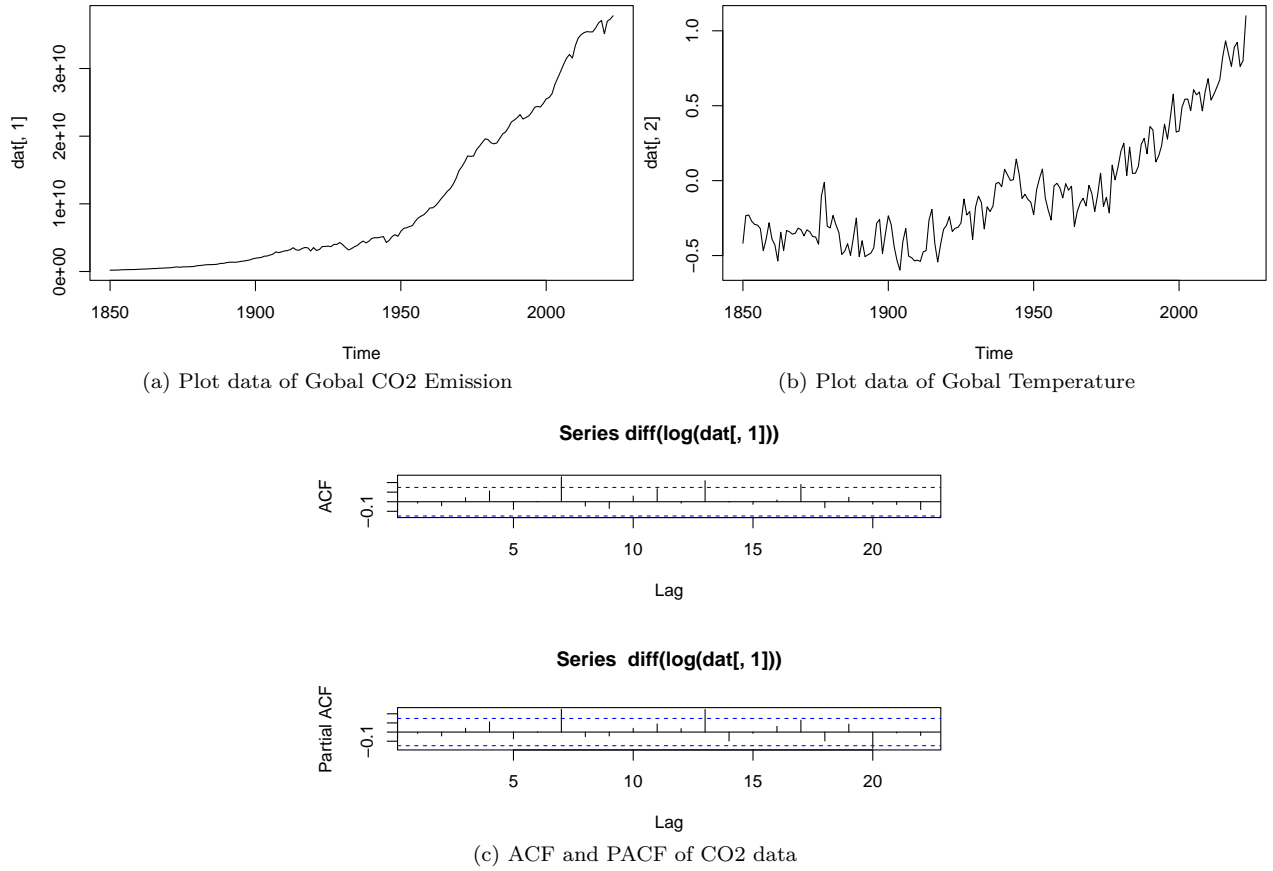 dat[, 1]
0e+00 1e+10 2e+10 3e+10
1850 1900 1950 2000
Time
(a) Plot data of Gobal CO2 Emission
dat[, 2]
−0.5 0.0 0.5 1.0
1850 1900 1950 2000
Time
(b) Plot data of Gobal Temperature
Series diff(log(dat[, 1]))
ACF
−0.1
5 10 15 20
Lag
Series diff(log(dat[, 1]))
Partial ACF
−0.1
5 10 15 20
Lag
(c) ACF and PACF of CO2 data